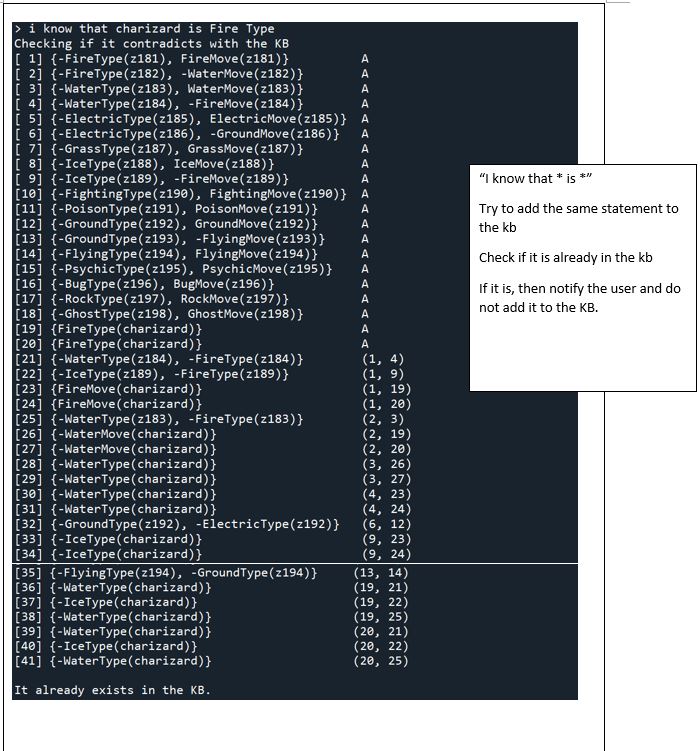 > i know that charizard is Fire Type
Checking if it contradicts with the KB
[ 1] {-FireType(z181), FireMove(z181)} A
[ 2] {-FireType(z182), -WaterMove(z182)} A
[ 3] {-WaterType(z183), WaterMove(z183)} A
[ 4] {-WaterType(z184), -FireMove(z184)} A
[ 5] {-ElectricType(z185), ElectricMove(z185)} A
[ 6] {-ElectricType(z186), -GroundMove(z186)} A
[ 7] {-GrassType(z187), GrassMove(z187)} A
[ 8] {-IceType(z188), IceMove(z188)} A
[ 9] {-IceType(z189), -FireMove(z189)} A
[10] {-FightingType(z190), FightingMove(z190)} A
[11] {-PoisonType(z191), PoisonMove(z191)} A
[12] {-GroundType(z192), GroundMove(z192)} A
[13] {-GroundType(z193), -FlyingMove(z193)} A
[14] {-FlyingType(z194), FlyingMove(z194)} A
[15] {-PsychicType(z195), PsychicMove(z195)} A
[16] {-BugType(z196), BugMove(z196)} A
[17] {-RockType(z197), RockMove(z197)} A
[18] {-GhostType(z198), GhostMove(z198)} A
[19] {FireType(charizard)} A
[20] {FireType(charizard)} A
[21] {-WaterType(z184), -FireType(z184)} (1, 4)
[22] {-IceType(z189), -FireType(z189)} (1, 9)
[23] {FireMove(charizard)} (1, 19)
[24] {FireMove(charizard)} (1, 20)
[25] {-WaterType(z183), -FireType(z183)} (2, 3)
[26] {-WaterMove(charizard)} (2, 19)
[27] {-WaterMove(charizard)} (2, 20)
[28] {-WaterType(charizard)} (3, 26)
[29] {-WaterType(charizard)} (3, 27)
[30] {-WaterType(charizard)} (4, 23)
[31] {-WaterType(charizard)} (4, 24)
[32] {-GroundType(z192), -ElectricType(z192)} (6, 12)
[33] {-IceType(charizard)} (9, 23)
[34] {-IceType(charizard)} (9, 24)
[35] {-FlyingType(z194), -GroundType(z194)} (13, 14)
[36] {-WaterType(charizard)} (19, 21)
[37] {-IceType(charizard)} (19, 22)
[38] {-WaterType(charizard)} (19, 25)
[39] {-WaterType(charizard)} (20, 21)
[40] {-IceType(charizard)} (20, 22)
[41] {-WaterType(charizard)} (20, 25)
It already exists in the KB.
“I know that * is *”
Try to add the same statement to
the kb
Check if it is already in the kb
If it is, then notify the user and do
not add it to the KB.